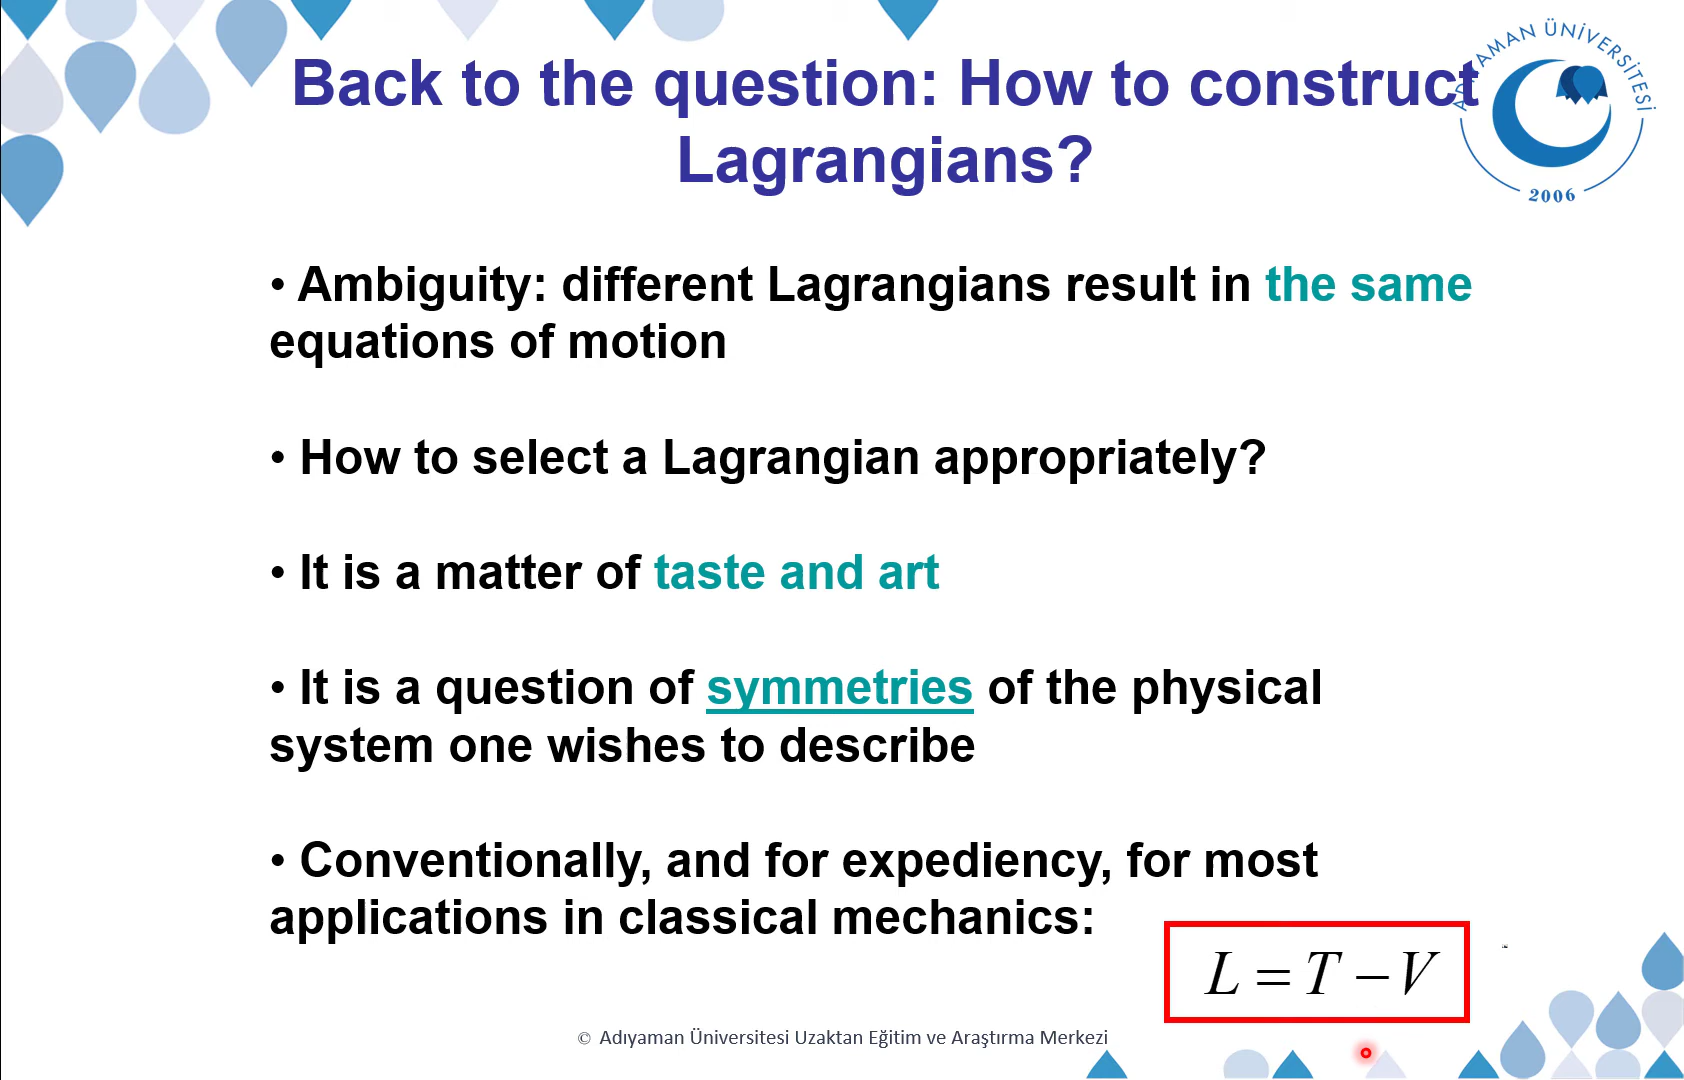 Back to the question: How to construct
Lagrangians?
ADIYAMAN ÜNİVERSİTESİ
2006
• Ambiguity: different Lagrangians result in the same
equations of motion
• How to select a Lagrangian appropriately?
• It is a matter of taste and art
• It is a question of symmetries of the physical
system one wishes to describe
• Conventionally, and for expediency, for most
applications in classical mechanics:
L = T − V
© Adıyaman Üniversitesi Uzaktan Eğitim ve Araştırma Merkezi